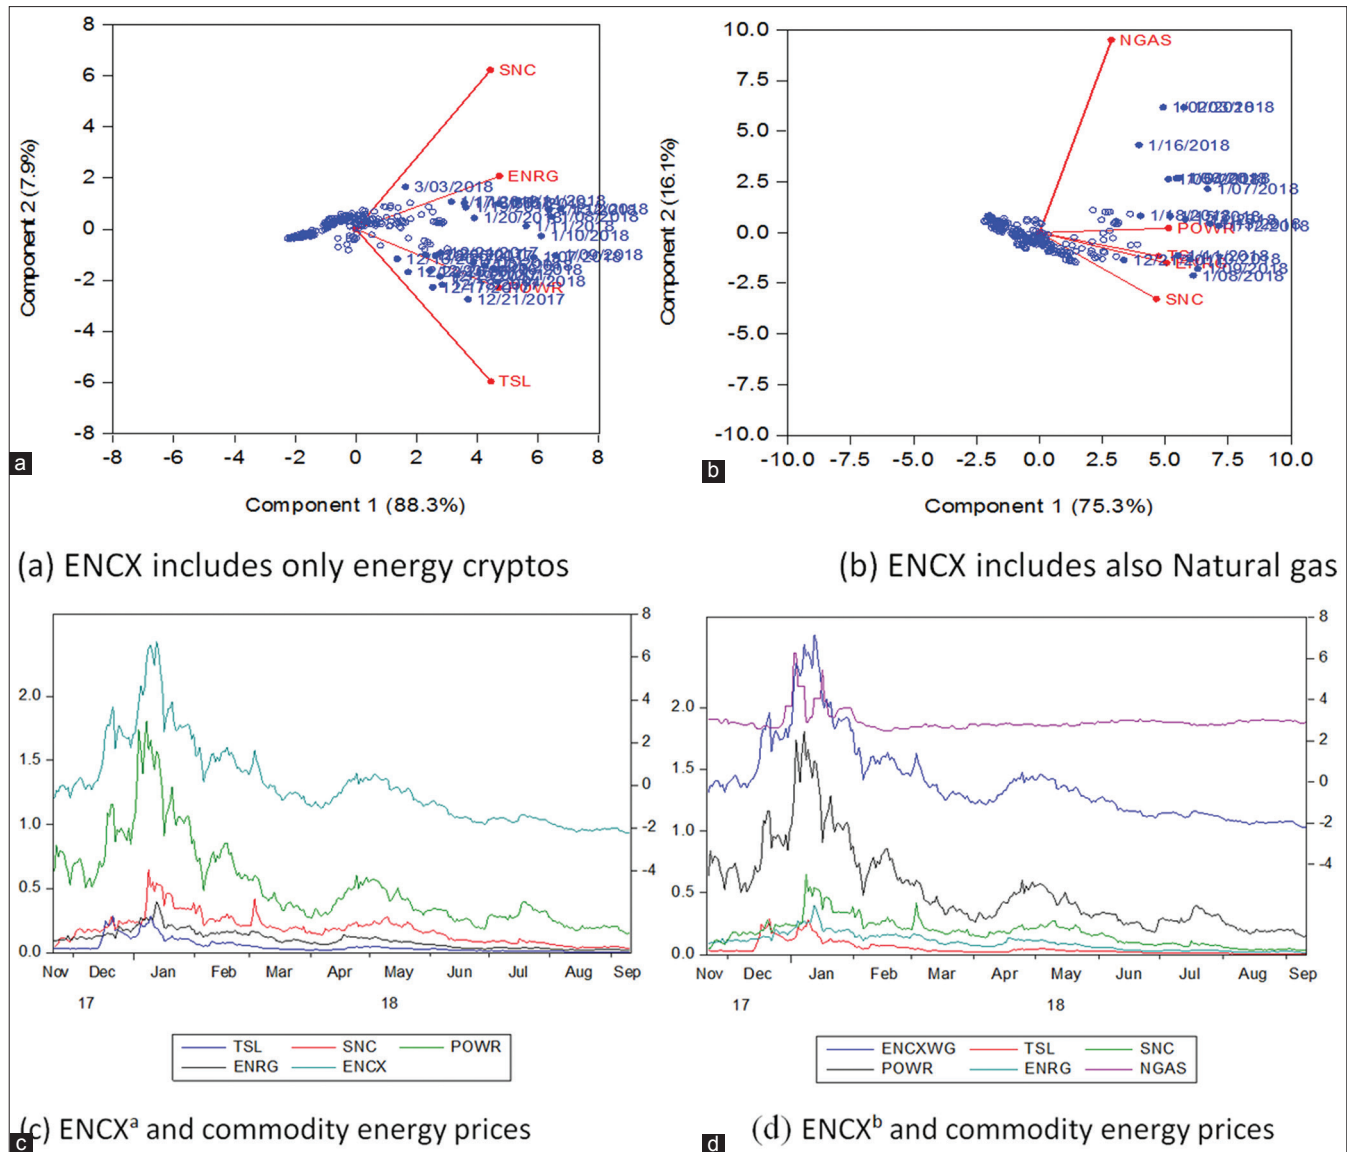 8
6
4
2
0
-2
-4
-6
-8
-8 -6 -4 -2 0 2 4 6 8
Component 2 (7.9%)
Component 1 (88.3%)
SNC
ENRG
3/03/2018
1/20/2018
1/08/2018
1/11/2018
1/10/2018
12/21/2017
TSL
a
10.0
7.5
5.0
2.5
0.0
-2.5
-5.0
-7.5
-10.0
-10.0 -7.5 -5.0 -2.5 0.0 2.5 5.0 7.5 10.0
Component 2 (16.1%)
Component 1 (75.3%)
NGAS
1/16/2018
1/07/2018
POWR
1/08/2018
SNC
b
(a) ENCX includes only energy cryptos
(b) ENCX includes also Natural gas
2.0
1.5
1.0
0.5
0.0
8
6
4
2
0
-2
-4
Nov Dec Jan Feb Mar Apr May Jun Jul Aug Sep
17 18
TSL SNC POWR
ENRG ENCX
c
(c) ENCXa and commodity energy prices
2.0
1.5
1.0
0.5
0.0
8
6
4
2
0
-2
-4
Nov Dec Jan Feb Mar Apr May Jun Jul Aug Sep
17 18
ENCXWG TSL SNC
POWR ENRG NGAS
d
(d) ENCXb and commodity energy prices